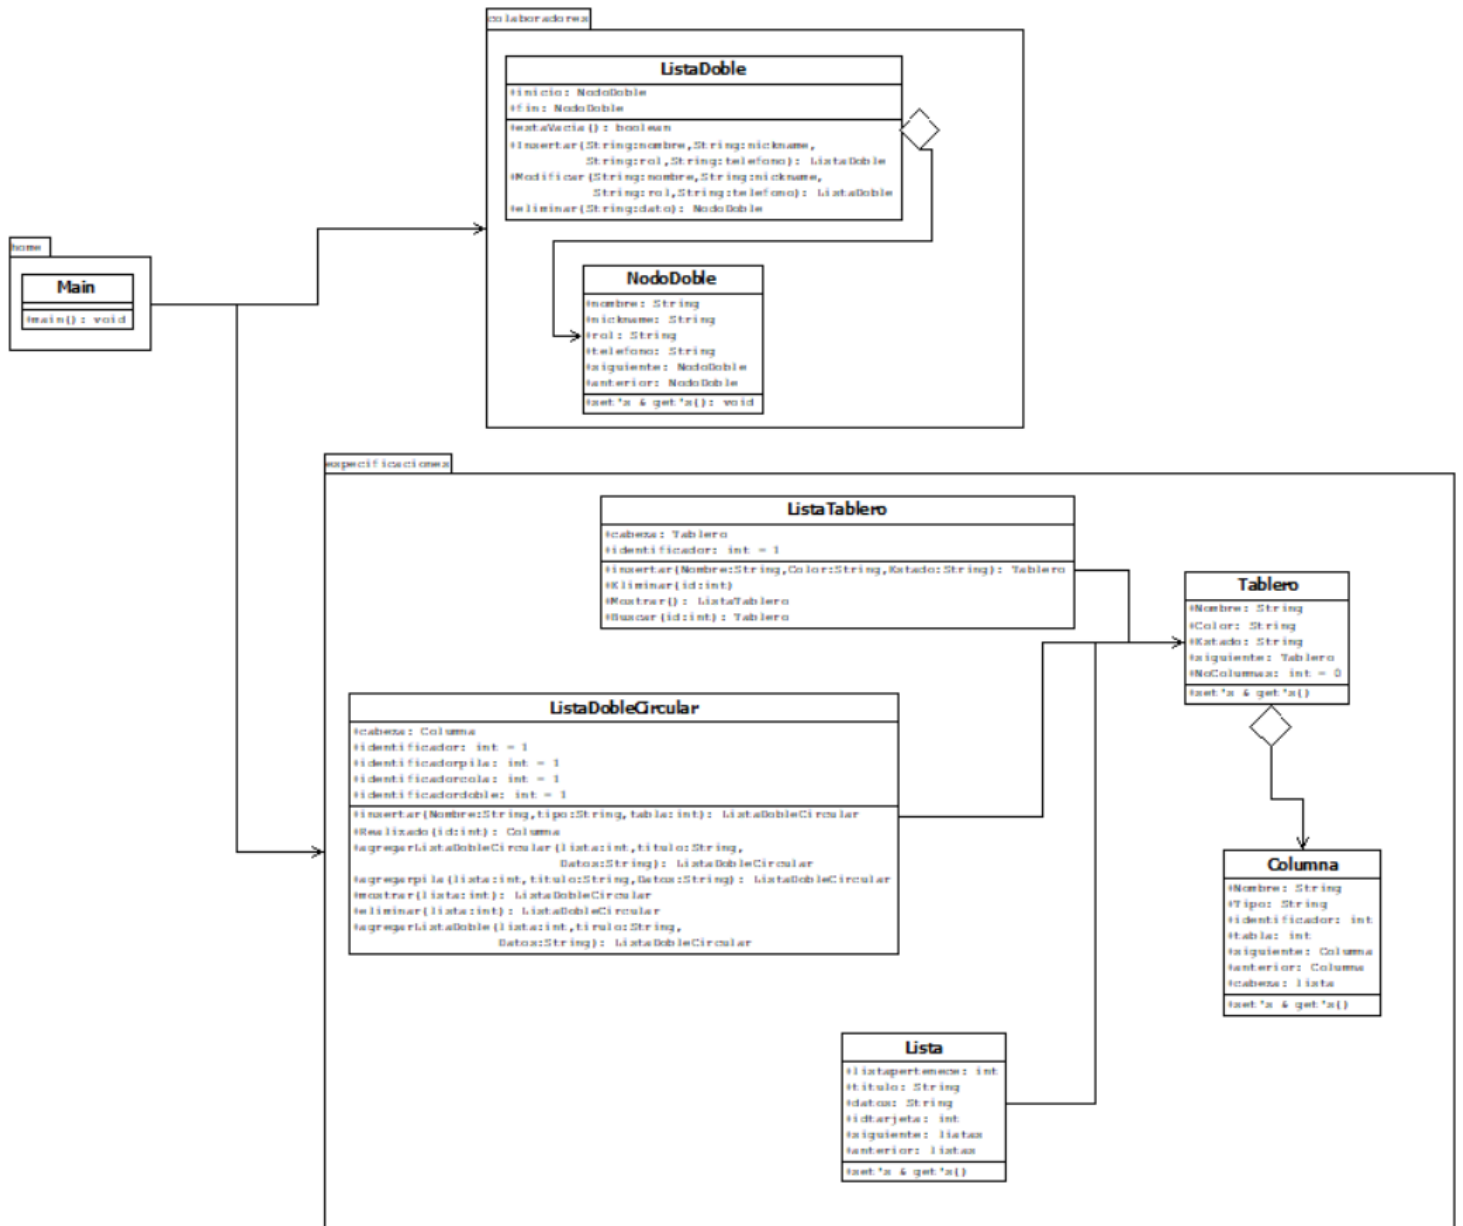 colaboradores
ListaDoble
+inicio: NodoDoble
+fin: NodoDoble
+estaVacia(): boolean
+Insertar(String:nombre,String:nickname,
String:rol,String:telefono): ListaDoble
+Modificar(String:nombre,String:nickname,
String:rol,String:telefono): ListaDoble
+eliminar(String:dato): NodoDoble
home
Main
+main(): void
NodoDoble
+nombre: String
+nickname: String
+rol: String
+telefono: String
+siguiente: NodoDoble
+anterior: NodoDoble
+set's & get's(): void
especificaciones
ListaTablero
+cabeza: Tablero
+identificador: int = 1
+insertar(Nombre:String,Color:String,Estado:String): Tablero
+Eliminar(id:int)
+Mostrar(): ListaTablero
+Buscar(id:int): Tablero
Tablero
+Nombre: String
+Color: String
+Estado: String
+siguiente: Tablero
+NoColumnas: int = 0
+set's & get's()
ListaDobleCircular
+cabeza: Columna
+identificador: int = 1
+identificadorpila: int = 1
+identificadorcola: int = 1
+identificadordoble: int = 1
+insertar(Nombre:String,tipo:String,tabla:int): ListaDobleCircular
+Realizado(id:int): Columna
+agregarListaDobleCircular(lista:int,titulo:String,
Datos:String): ListaDobleCircular
+agregarpila(lista:int,titulo:String,Datos:String): ListaDobleCircular
+mostrar(lista:int): ListaDobleCircular
+eliminar(lista:int): ListaDobleCircular
+agregarListaDoble(lista:int,tirulo:String,
Datos:String): ListaDobleCircular
Columna
+Nombre: String
+Tipo: String
+identificador: int
+tabla: int
+siguiente: Columna
+anterior: Columna
+cabeza: lista
+set's & get's()
Lista
+listapertenece: int
+titulo: String
+datos: String
+idtarjeta: int
+siguiente: listas
+anterior: listas
+set's & get's()